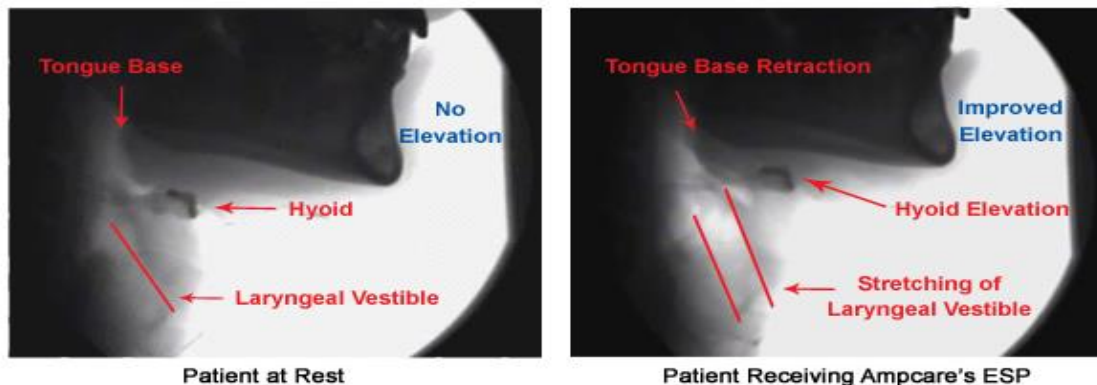 Tongue Base
No
Elevation
Hyoid
Laryngeal Vestible
Patient at Rest
Tongue Base Retraction
Improved
Elevation
Hyoid Elevation
Stretching of
Laryngeal Vestible
Patient Receiving Ampcare's ESP